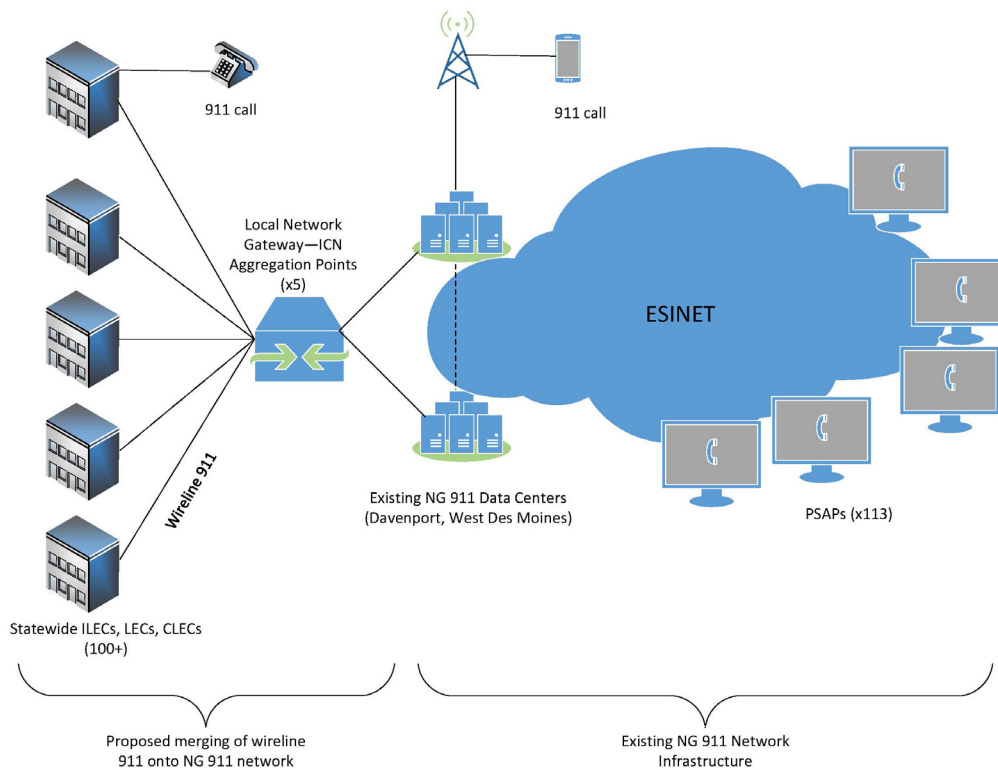 911 call
911 call
Local Network
Gateway—ICN
Aggregation Points
(x5)
ESINET
Wireline 911
Existing NG 911 Data Centers
(Davenport, West Des Moines)
PSAPs (x113)
Statewide ILECs, LECs, CLECs
(100+)
Proposed merging of wireline
911 onto NG 911 network
Existing NG 911 Network
Infrastructure